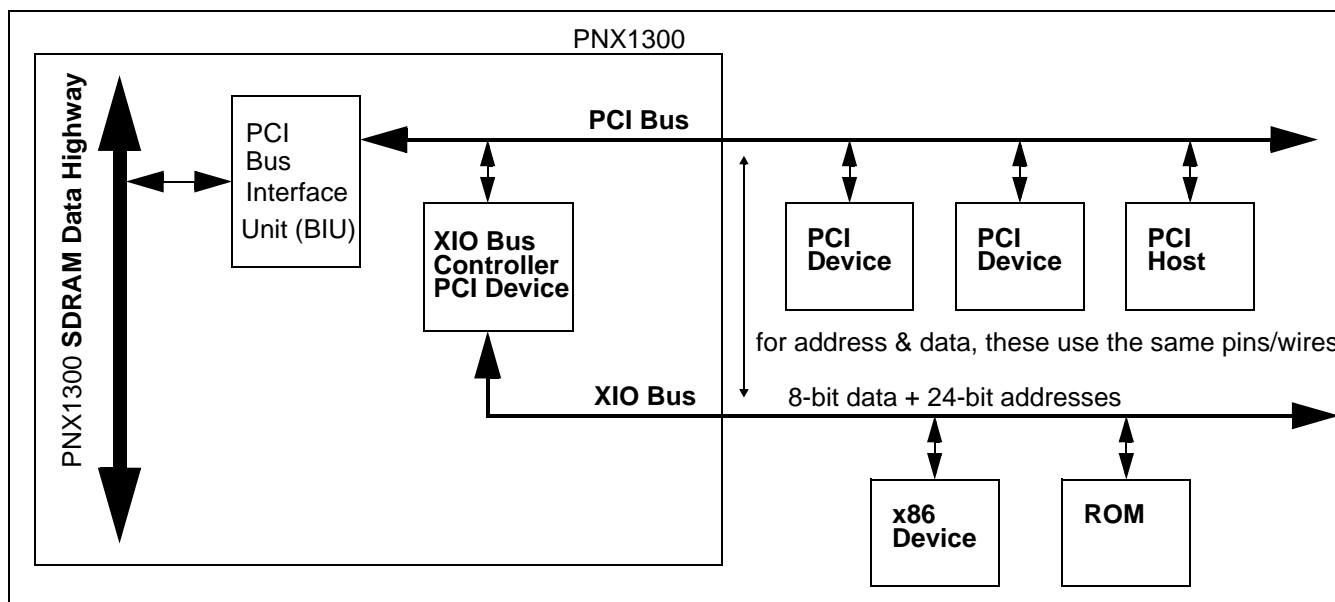 PNX1300
PNX1300 SDRAM Data Highway
PCI
Bus
Interface
Unit (BIU)
PCI Bus
XIO Bus
Controller
PCI Device
PCI
Device
PCI
Device
PCI
Host
for address & data, these use the same pins/wires
XIO Bus
8-bit data + 24-bit addresses
x86
Device
ROM